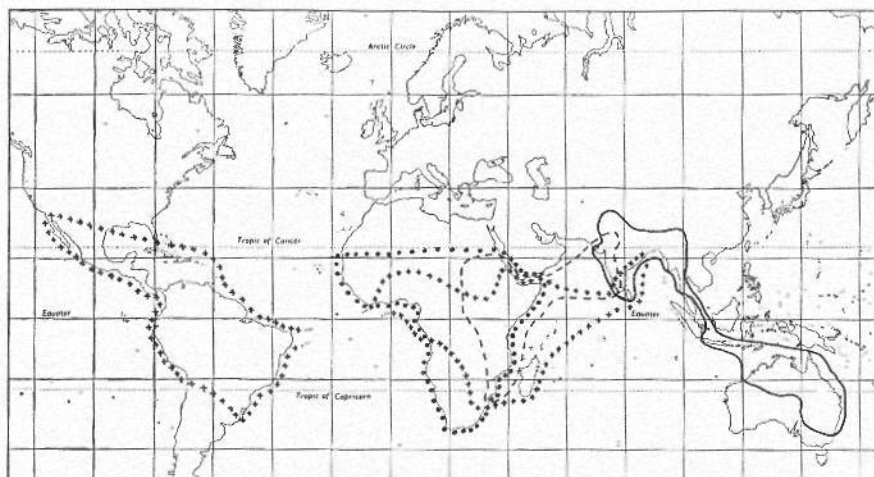 Arctic Circle
Tropic of Cancer
Equator
Equator
Tropic of Capricorn